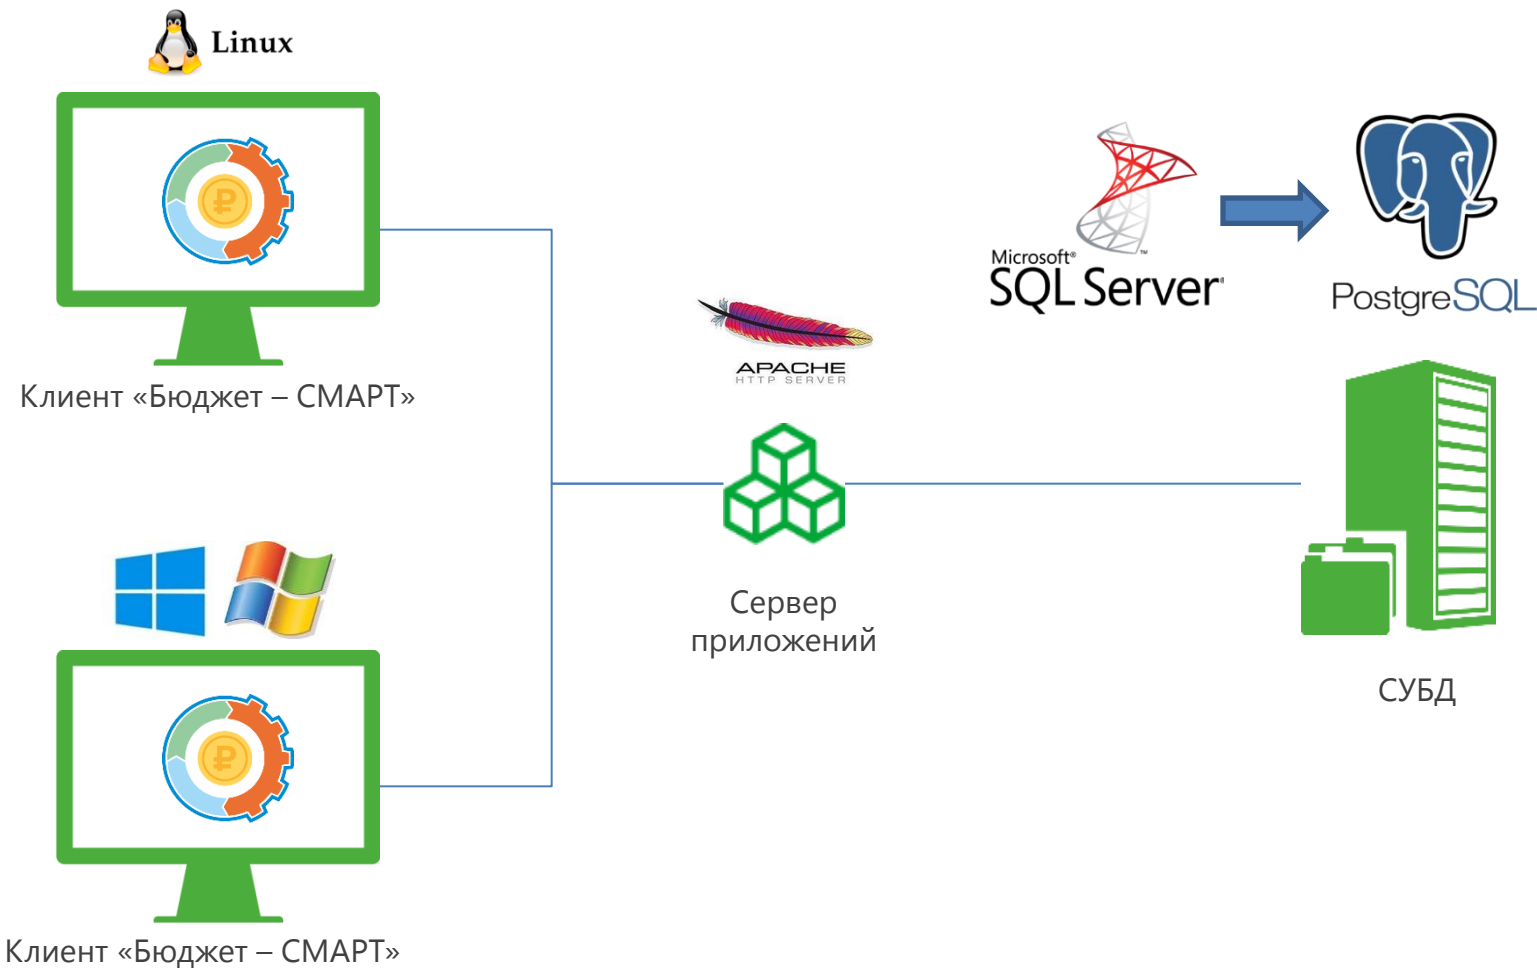 Linux
Клиент «Бюджет – СМАРТ»
APACHE
HTTP SERVER
Сервер
приложений
Microsoft®
SQL Server®
PostgreSQL
СУБД
Клиент «Бюджет – СМАРТ»